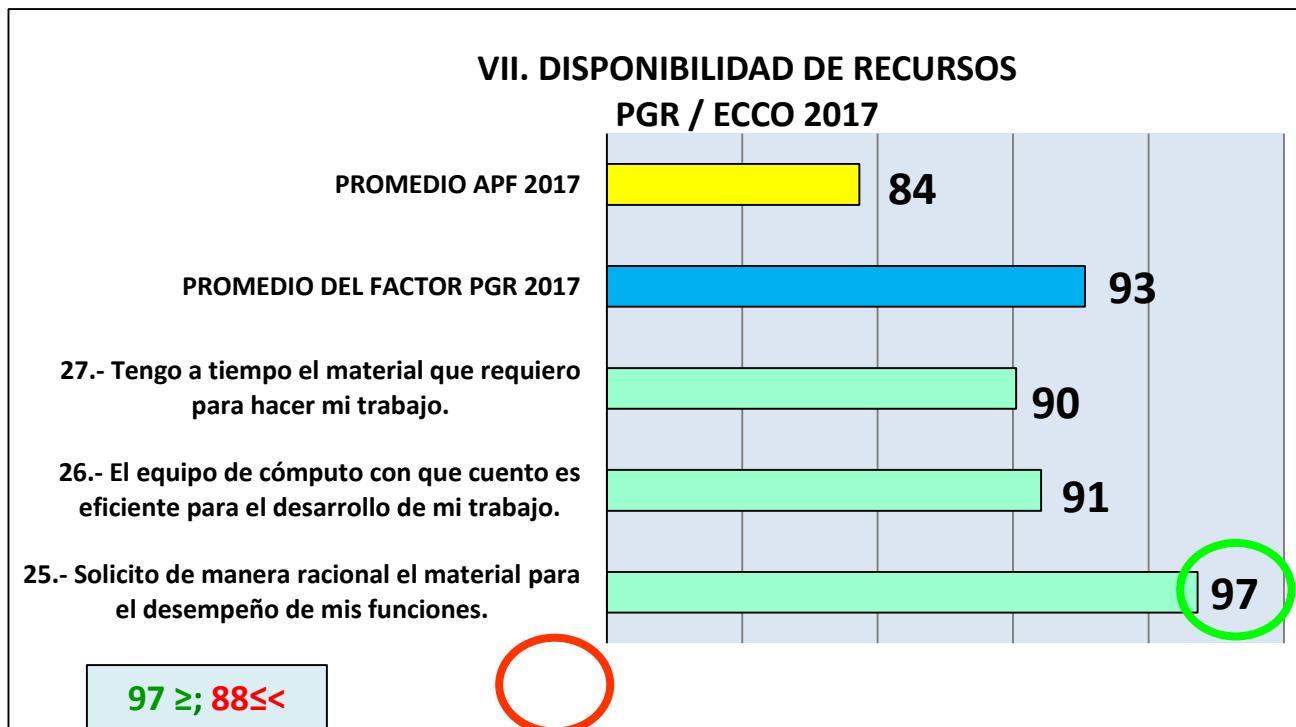 VII. DISPONIBILIDAD DE RECURSOS
PGR / ECCO 2017
PROMEDIO APF 2017
84
PROMEDIO DEL FACTOR PGR 2017
93
27.- Tengo a tiempo el material que requiero
para hacer mi trabajo.
90
26.- El equipo de cómputo con que cuento es
eficiente para el desarrollo de mi trabajo.
91
25.- Solicito de manera racional el material para
el desempeño de mis funciones.
97
97 ≥; 88≤<